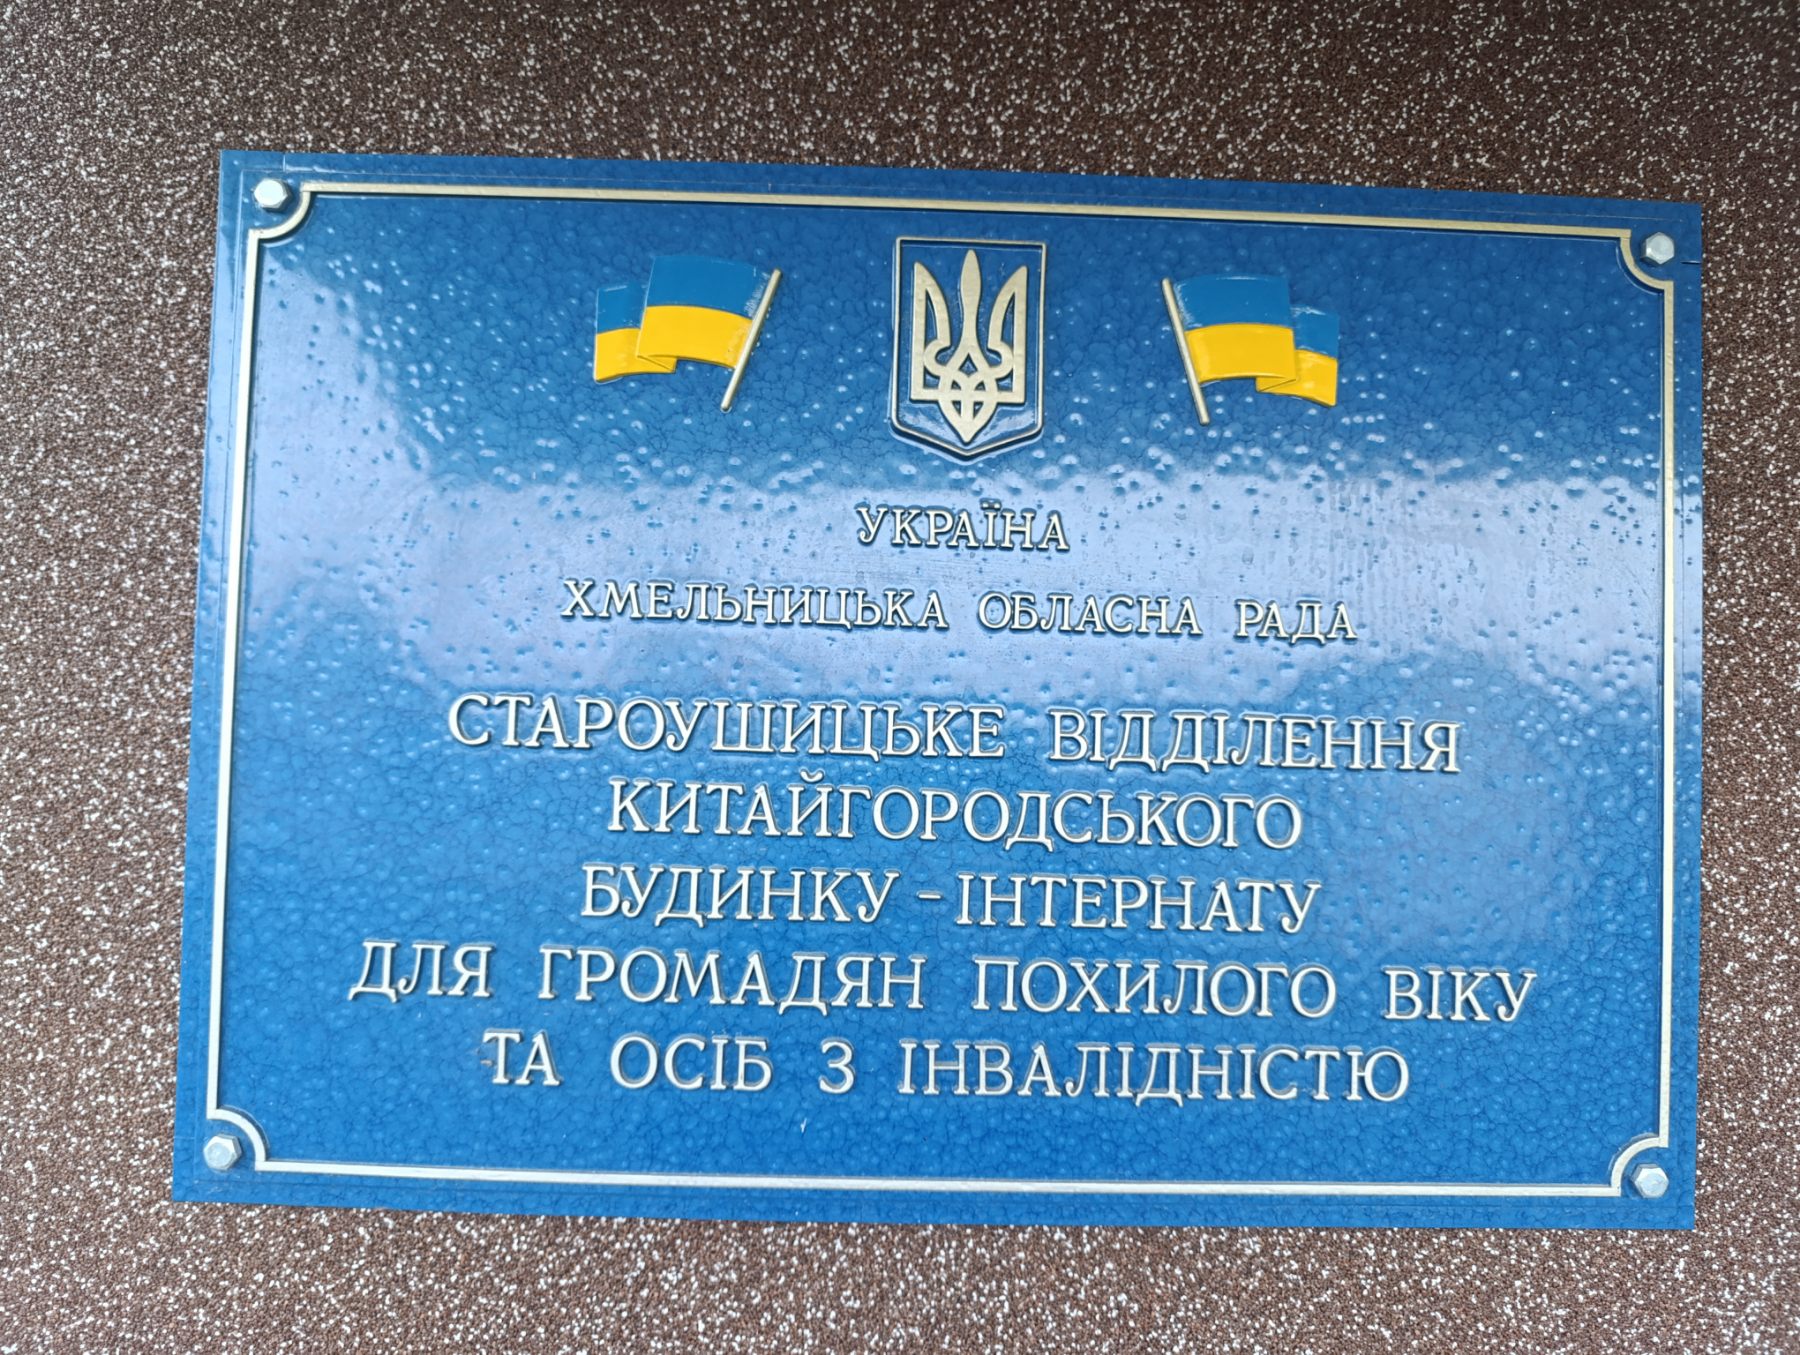 УКРАЇНА
ХМЕЛЬНИЦЬКА ОБЛАСНА РАДА
СТАРОУШИЦЬКЕ ВІДДІЛЕННЯ
КИТАЙГОРОДСЬКОГО
БУДИНКУ - ІНТЕРНАТУ
ДЛЯ ГРОМАДЯН ПОХИЛОГО ВІКУ
ТА ОСІБ З ІНВАЛІДНІСТЮ